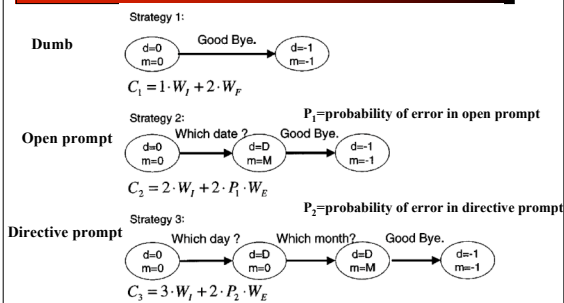 Strategy 1:
Dumb
Good Bye.
d=0
m=0
d=-1
m=-1
C₁ = 1·W_I + 2·W_F
P₁=probability of error in open prompt
Strategy 2:
Open prompt
Which date ?
Good Bye.
d=0
m=0
d=D
m=M
d=-1
m=-1
C₂ = 2·W_I + 2·P₁·W_E
P₂=probability of error in directive prompt
Strategy 3:
Directive prompt
Which day ?
Which month?
Good Bye.
d=0
m=0
d=D
m=0
d=D
m=M
d=-1
m=-1
C₃ = 3·W_I + 2·P₂·W_E